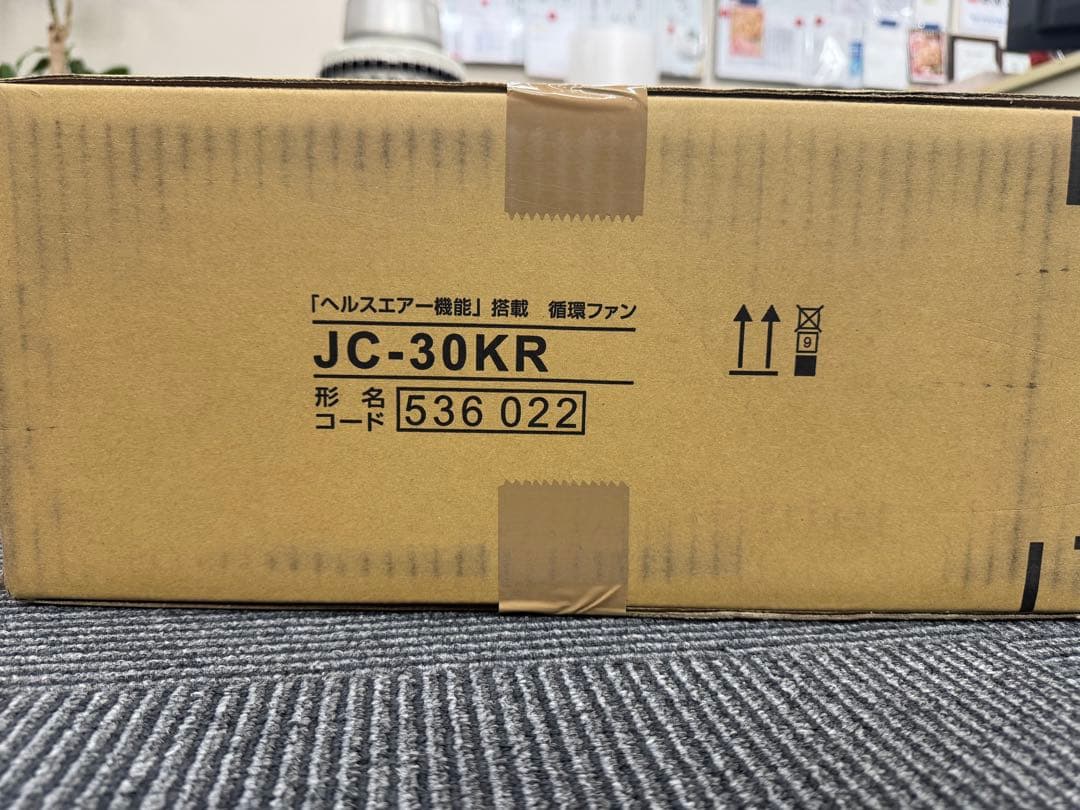 「ヘルスエアー機能」搭載 循環ファン
JC-30KR
形 名
コード 536 022
9